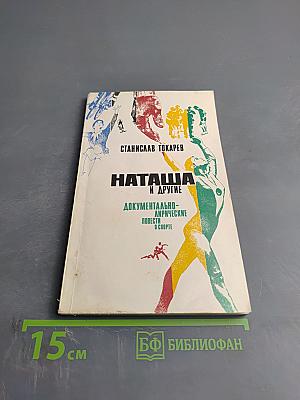 СТАНИСЛАВ ТОКАРЕВ
НАТАША
И ДРУГИЕ
ДОКУМЕНТАЛЬНО-
ЛИРИЧЕСКИЕ
ПОВЕСТИ
О СПОРТЕ
15 см
БФ БИБЛИОФАН